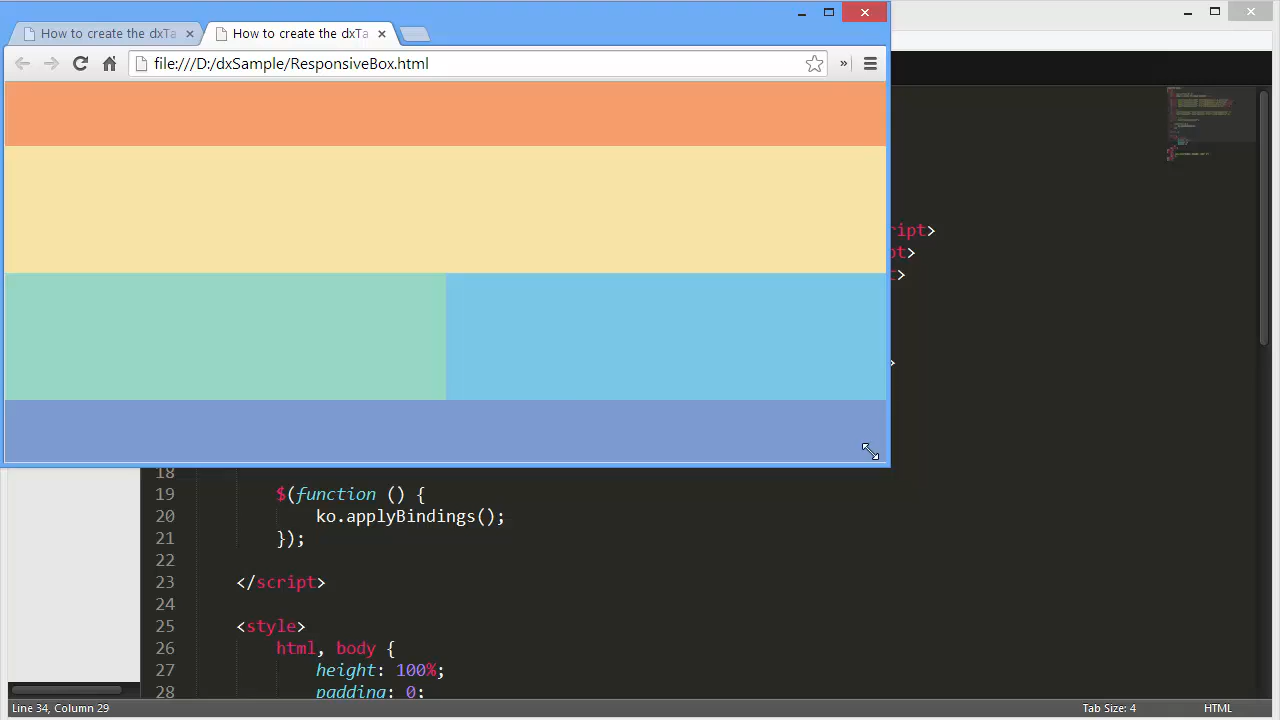 How to create the dxTa
How to create the dxTa
file:///D:/dxSample/ResponsiveBox.html
ript>
pt>
>
>
18
19 $(function () {
20 ko.applyBindings();
21 });
22
23 </script>
24
25 <style>
26 html, body {
27 height: 100%;
28 padding: 0;
Line 34, Column 29
Tab Size: 4
HTML